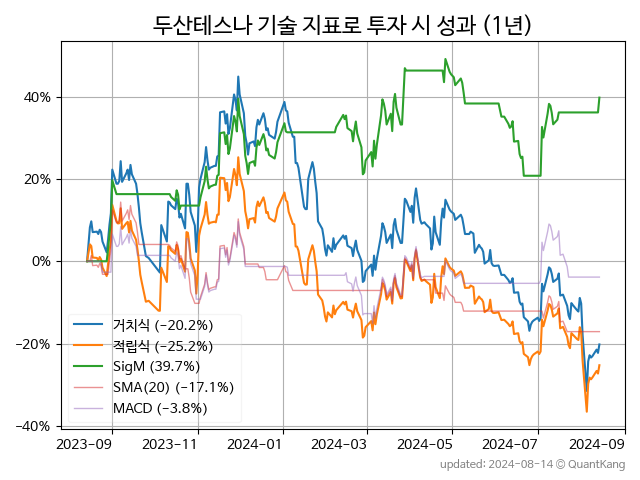 두산테스나 기술 지표로 투자 시 성과 (1년)
40%
20%
0%
−20%
−40%
거치식 (−20.2%)
적립식 (−25.2%)
SigM (39.7%)
SMA(20) (−17.1%)
MACD (−3.8%)
2023−09 2023−11 2024−01 2024−03 2024−05 2024−07 2024−09
updated: 2024−08−14 © QuantKang